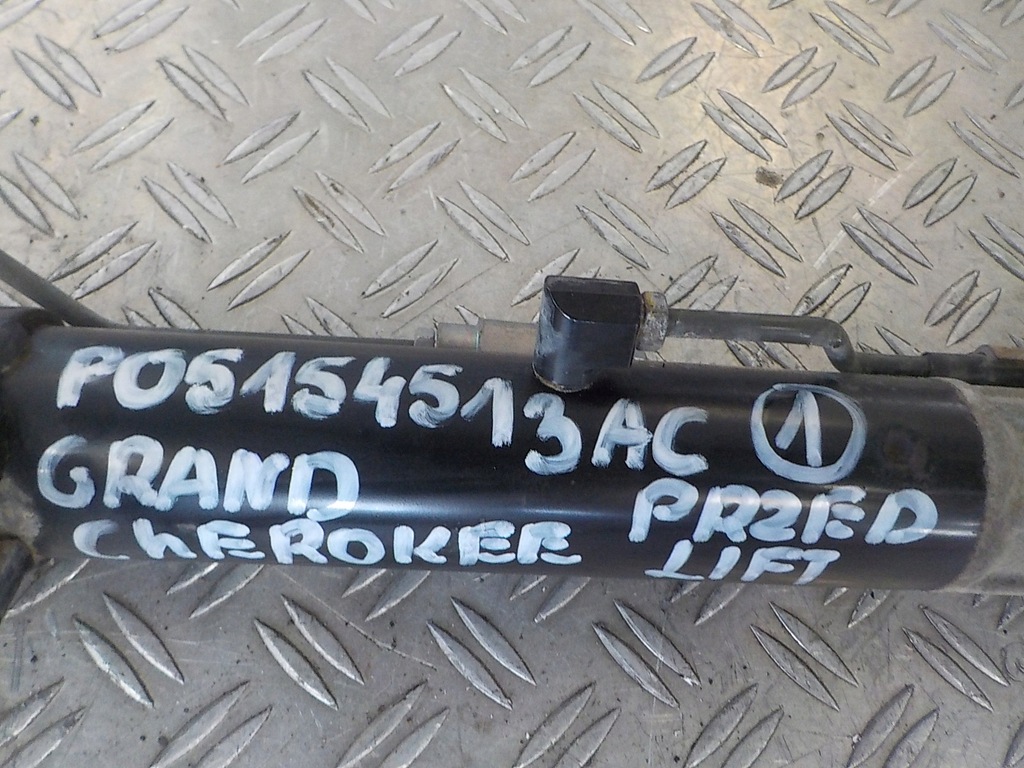 P05154513AC 1
GRAND PRZED
ChEROKEE LIFT